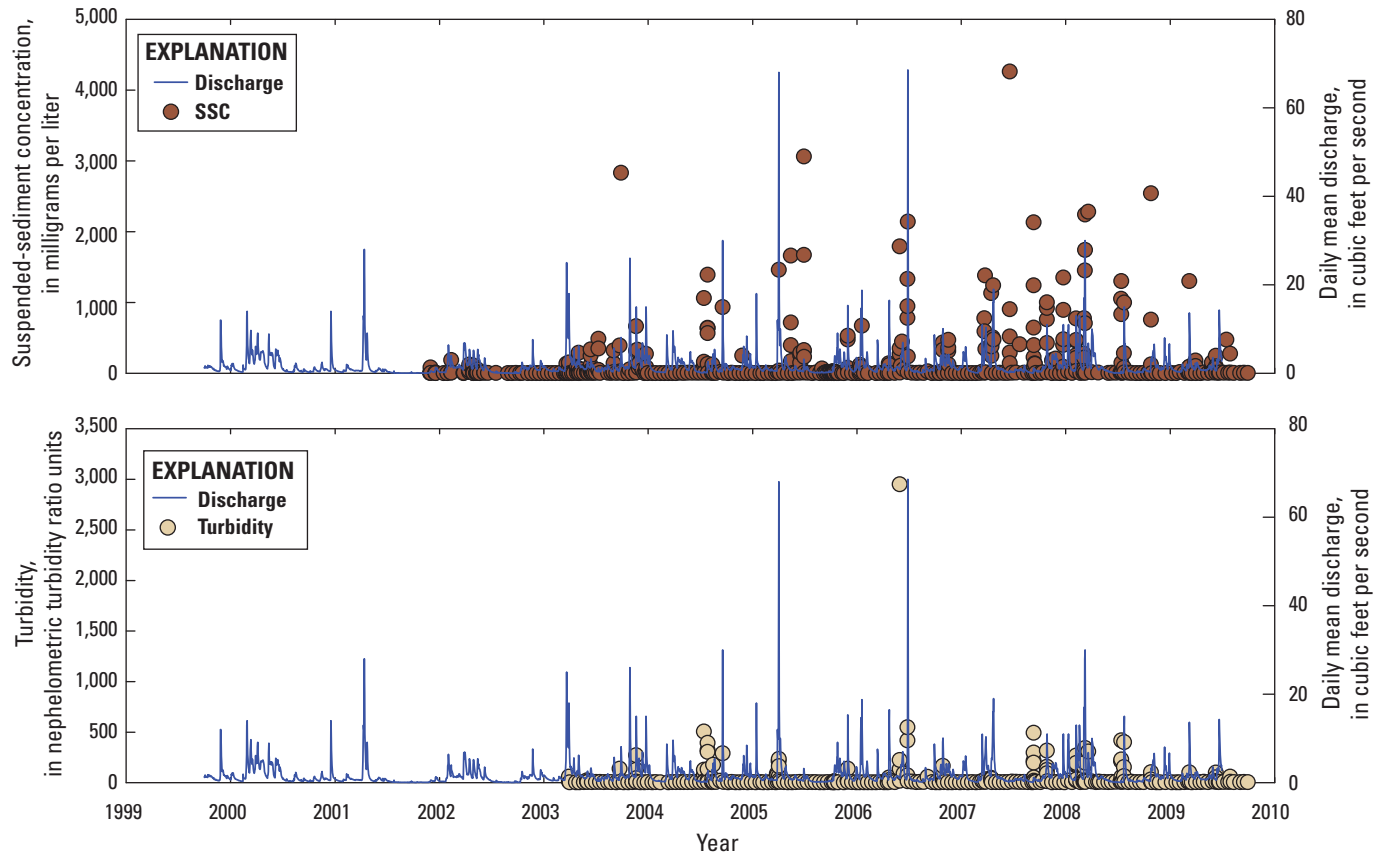 Suspended-sediment concentration,
in milligrams per liter
5,000
4,000
3,000
2,000
1,000
0
EXPLANATION
Discharge
SSC
80
60
40
20
0
Daily mean discharge,
in cubic feet per second
Turbidity,
in nephelometric turbidity ratio units
3,500
3,000
2,500
2,000
1,500
1,000
500
0
EXPLANATION
Discharge
Turbidity
80
60
40
20
0
Daily mean discharge,
in cubic feet per second
1999 2000 2001 2002 2003 2004 2005 2006 2007 2008 2009 2010
Year